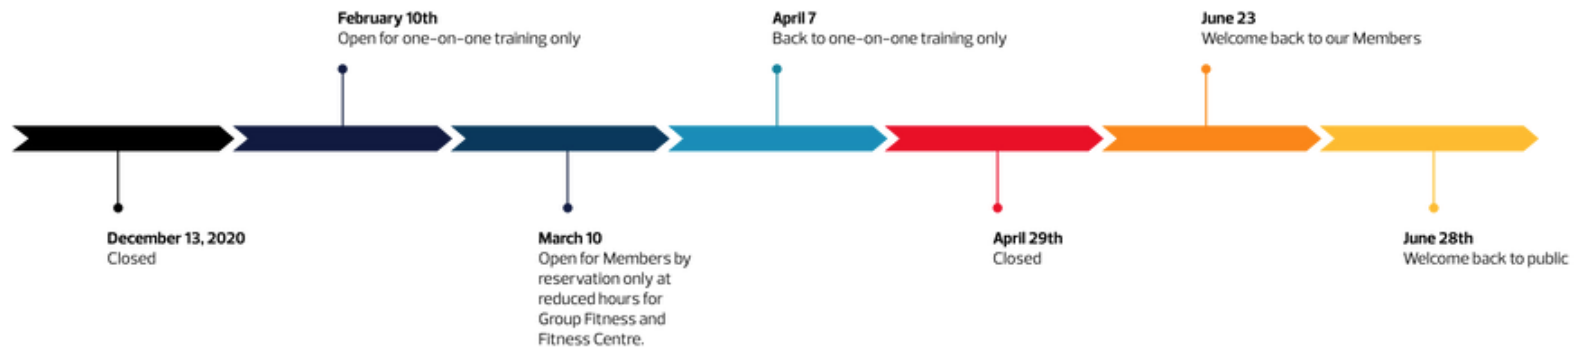 February 10th
Open for one-on-one training only
April 7
Back to one-on-one training only
June 23
Welcome back to our Members
December 13, 2020
Closed
March 10
Open for Members by
reservation only at
reduced hours for
Group Fitness and
Fitness Centre.
April 29th
Closed
June 28th
Welcome back to public